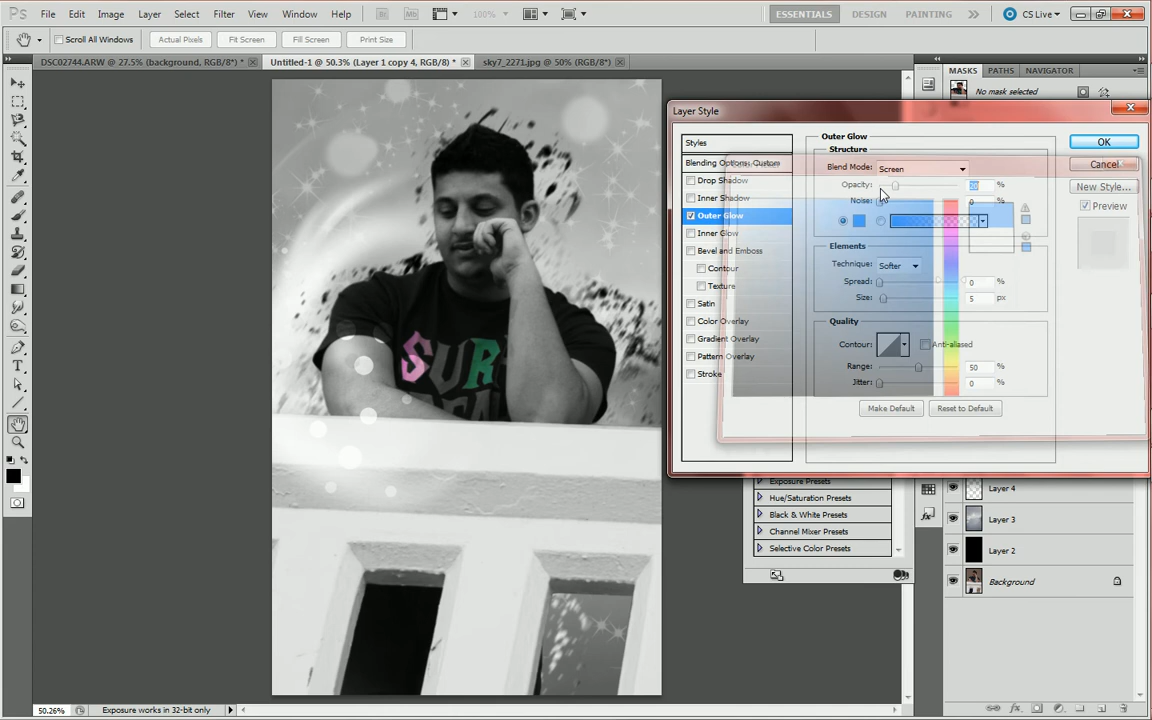 Ps File Edit Image Layer Select Filter View Window Help Br Mb 100% ESSENTIALS DESIGN PAINTING CS Live
Scroll All Windows Actual Pixels Fit Screen Fill Screen Print Size
DSC02744.ARW @ 27.5% (background, RGB/8*) * Untitled-1 @ 50.3% (Layer 1 copy 4, RGB/8*) * sky7_2271.jpg @ 50% (RGB/8*)
MASKS PATHS NAVIGATOR
No mask selected
Layer Style
Styles
Blending Options: Custom
Drop Shadow
Inner Shadow
Outer Glow
Inner Glow
Bevel and Emboss
Contour
Texture
Satin
Color Overlay
Gradient Overlay
Pattern Overlay
Stroke
Outer Glow
Structure
Blend Mode: Screen
Opacity: %
Noise: 0 %
Elements
Technique: Softer
Spread: 0 %
Size: 5 px
Quality
Contour: Anti-aliased
Range: 50 %
Jitter: 0 %
Make Default Reset to Default
OK
Cancel
New Style...
Preview
SUR
Exposure Presets
Hue/Saturation Presets
Black & White Presets
Channel Mixer Presets
Selective Color Presets
Layer 4
Layer 3
Layer 2
Background
50.26% Exposure works in 32-bit only